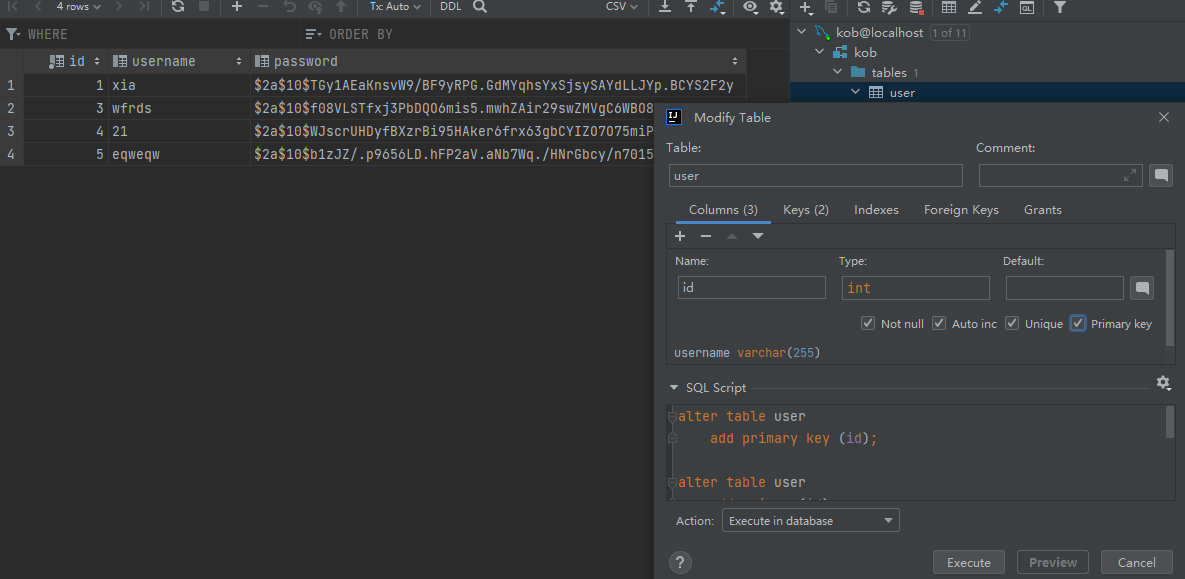 4 rows Tx: Auto DDL CSV
WHERE ORDER BY
id username password
1 1 xia $2a$10$TGy1AEaKnsvW9/BF9yRPG.GdMYqhsYxSjsySAYdLLJYp.BCYS2F2y
2 3 wfrds $2a$10$f08VLSTfxj3PbDQO6mis5.mwhZAir29swZMVgC6WBO8
3 4 21 $2a$10$WJscrUHDyfBXzrBi95HAker6frx63gbCYIZO7O75miP
4 5 eqweqw $2a$10$b1zJZ/.p9656LD.hFP2aV.aNb7Wq./HNrGbcy/n7015
kob@localhost 1 of 11
kob
tables 1
user
Modify Table
Table: Comment:
user
Columns (3) Keys (2) Indexes Foreign Keys Grants
Name: Type: Default:
id int
Not null Auto inc Unique Primary key
username varchar(255)
SQL Script
alter table user
add primary key (id);
alter table user
Action: Execute in database
? Execute Preview Cancel